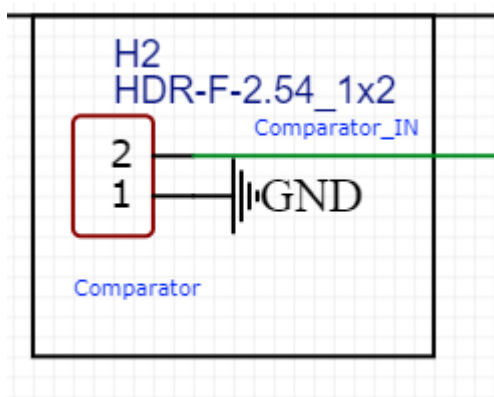 H2
HDR-F-2.54_1x2
Comparator_IN
2
1
GND
Comparator